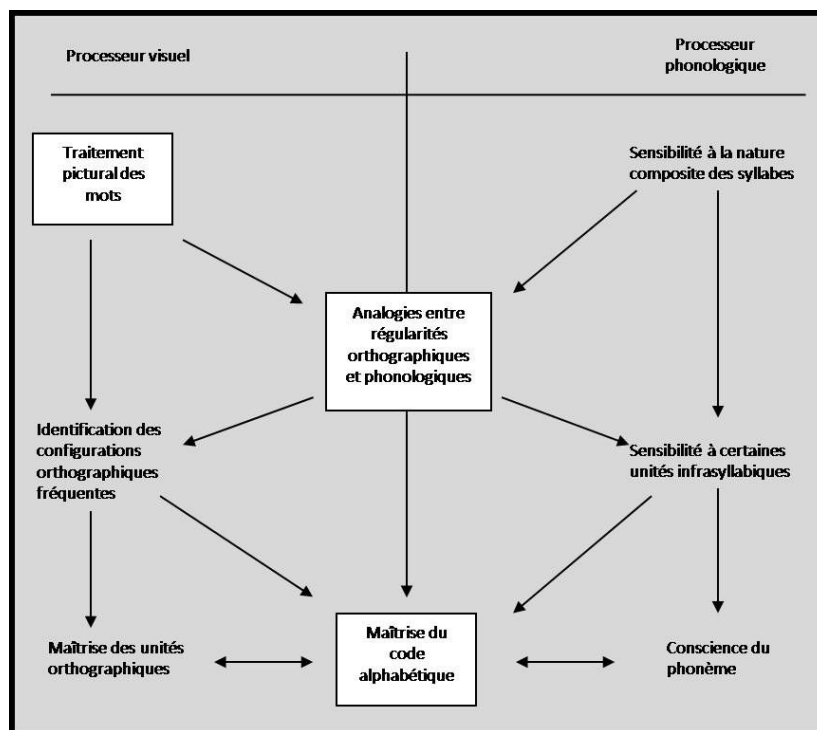 Processeur visuel
Processeur
phonologique
Traitement
pictural des
mots
Sensibilité à la nature
composite des syllabes
Analogies entre
régularités
orthographiques
et phonologiques
Identification des
configurations
orthographiques
fréquentes
Sensibilité à certaines
unités infrasyllabiques
Maîtrise des unités
orthographiques
Maîtrise du
code
alphabétique
Conscience du
phonème